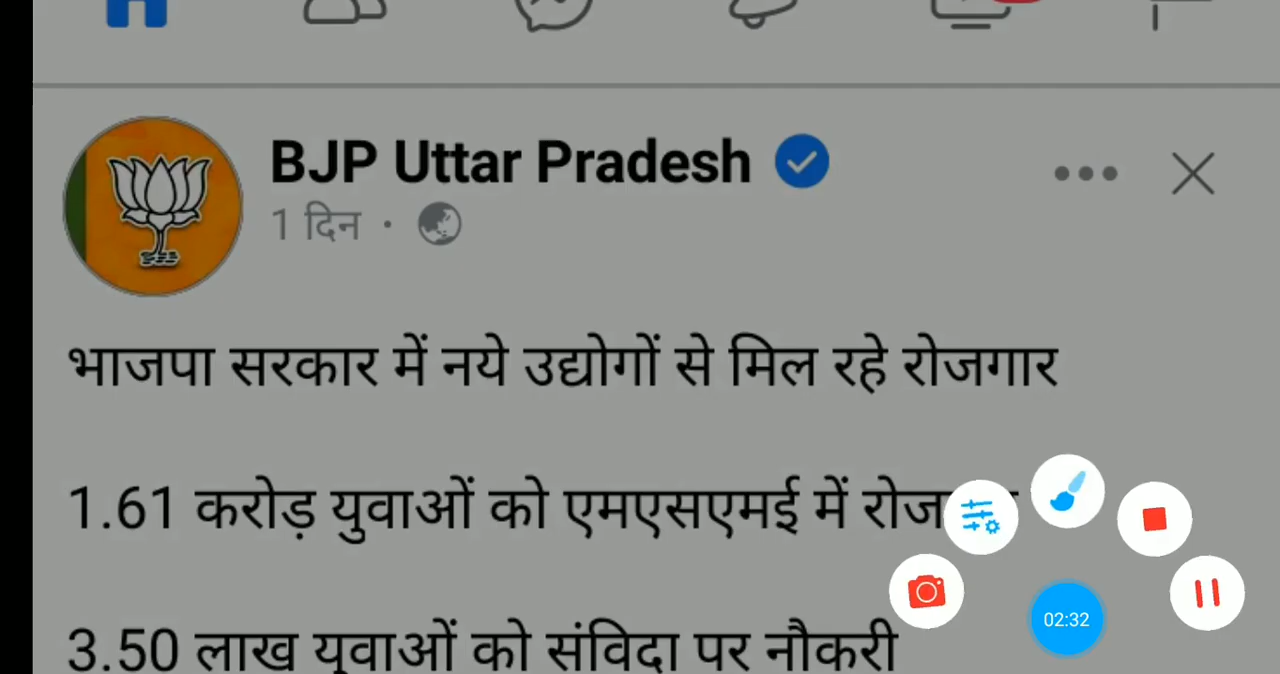 BJP Uttar Pradesh
1 दिन
भाजपा सरकार में नये उद्योगों से मिल रहे रोजगार
1.61 करोड़ युवाओं को एमएसएमई में
3.50 लाख युवाओं को संविदा पर नौकरी
02:32